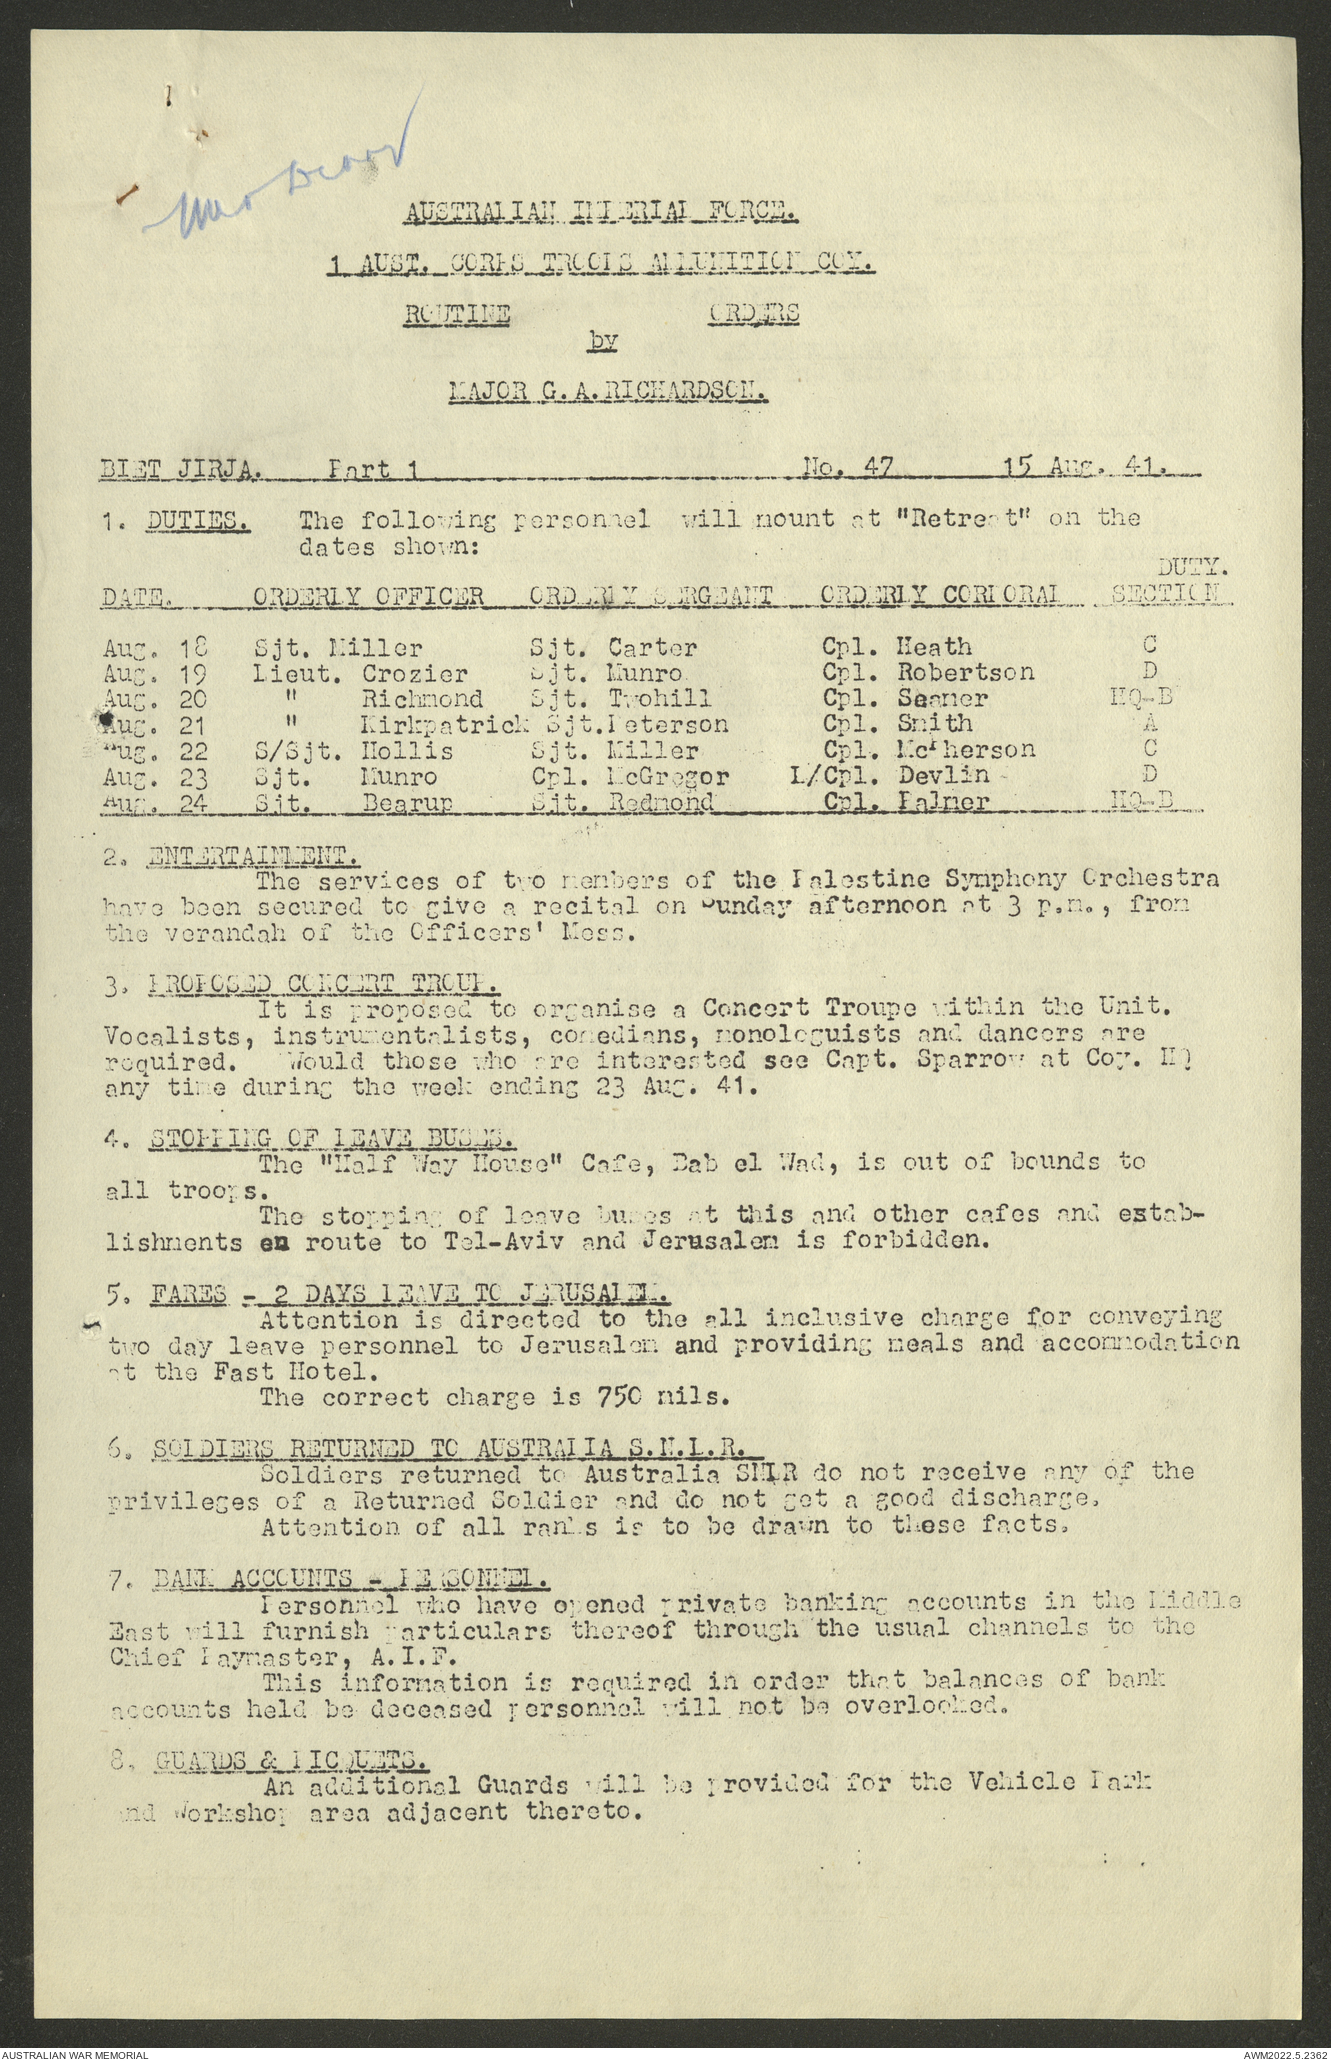 War Diary
AUSTRALIAN IMPERIAL FORCE.
1 AUST. CORPS TROOPS AMMUNITION COY.
ROUTINE ORDERS
by
MAJOR G.A.RICHARDSON.
BIET JIRJA. Part 1 No. 47 15 Aug. 41.
1. DUTIES. The following personnel will mount at "Retreat" on the
dates shown:
DUTY.
DATE. ORDERLY OFFICER ORDERLY SERGEANT ORDERLY CORPORAL SECTION
Aug. 18 Sjt. Miller Sjt. Carter Cpl. Heath C
Aug. 19 Lieut. Crozier Sjt. Munro Cpl. Robertson D
Aug. 20 " Richmond Sjt. Twohill Cpl. Seaner HQ-B
Aug. 21 " Kirkpatrick Sjt.Peterson Cpl. Smith A
Aug. 22 S/Sjt. Hollis Sjt. Miller Cpl. McPherson C
Aug. 23 Sjt. Munro Cpl. McGregor L/Cpl. Devlin D
Aug. 24 Sjt. Bearup Sjt. Redmond Cpl. Palmer HQ-B
2. ENTERTAINMENT.
The services of two members of the Palestine Symphony Orchestra
have been secured to give a recital on Sunday afternoon at 3 p.m., from
the verandah of the Officers' Mess.
3. PROPOSED CONCERT TROUP.
It is proposed to organise a Concert Troupe within the Unit.
Vocalists, instrumentalists, comedians, monologuists and dancers are
required. Would those who are interested see Capt. Sparrow at Coy. HQ
any time during the week ending 23 Aug. 41.
4. STOPPING OF LEAVE BUSES.
The "Half Way House" Cafe, Bab el Wad, is out of bounds to
all troops.
The stopping of leave buses at this and other cafes and estab-
lishments en route to Tel-Aviv and Jerusalem is forbidden.
5. FARES - 2 DAYS LEAVE TO JERUSALEM.
Attention is directed to the all inclusive charge for conveying
two day leave personnel to Jerusalem and providing meals and accommodation
at the Fast Hotel.
The correct charge is 750 mils.
6. SOLDIERS RETURNED TO AUSTRALIA S.N.L.R.
Soldiers returned to Australia SNLR do not receive any of the
privileges of a Returned Soldier and do not get a good discharge.
Attention of all ranks is to be drawn to these facts.
7. BANK ACCOUNTS - PERSONNEL.
Personnel who have opened private banking accounts in the Middle
East will furnish particulars thereof through the usual channels to the
Chief Paymaster, A.I.F.
This information is required in order that balances of bank
accounts held be deceased personnel will not be overlooked.
8. GUARDS & PICQUETS.
An additional Guards will be provided for the Vehicle Park
and Workshop area adjacent thereto.
AUSTRALIAN WAR MEMORIAL
AWM2022.5.2362